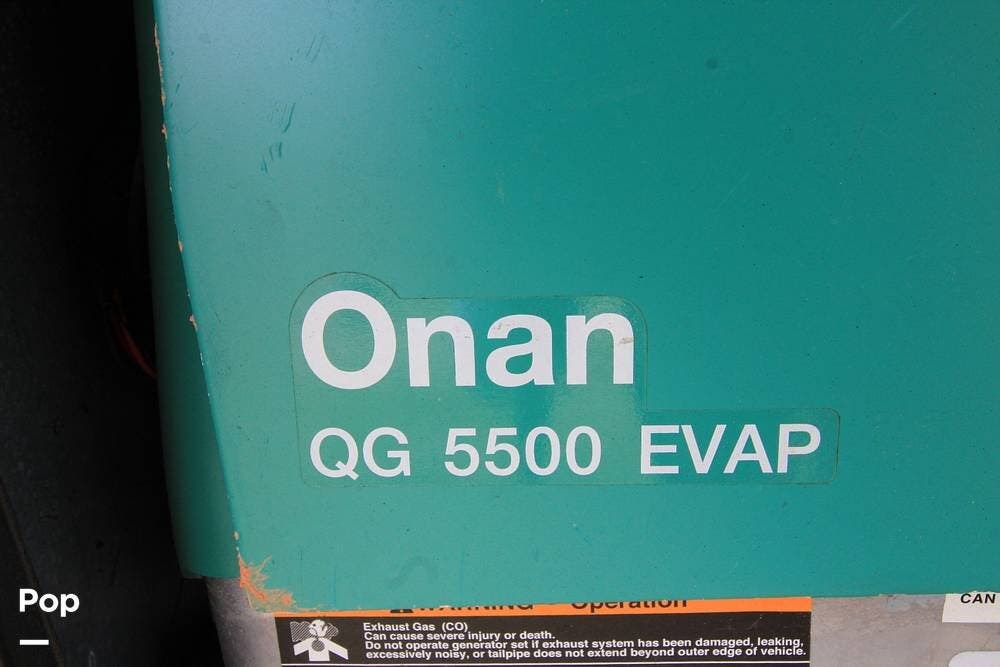 Onan
QG 5500 EVAP
WARNING Operation
Exhaust Gas (CO)
Can cause severe injury or death.
Do not operate generator set if exhaust system has been damaged, leaking,
excessively noisy, or tailpipe does not extend beyond outer edge of vehicle.
CAN
Pop